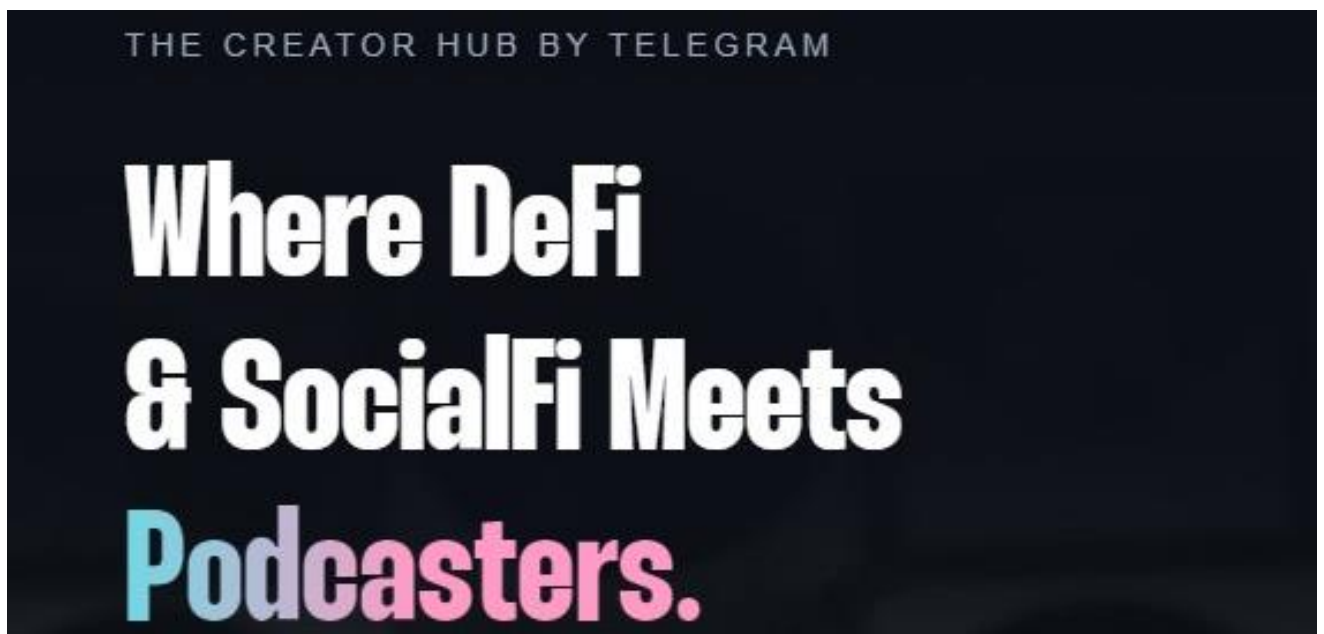 THE CREATOR HUB BY TELEGRAM
Where DeFi
& SocialFi Meets
Podcasters.